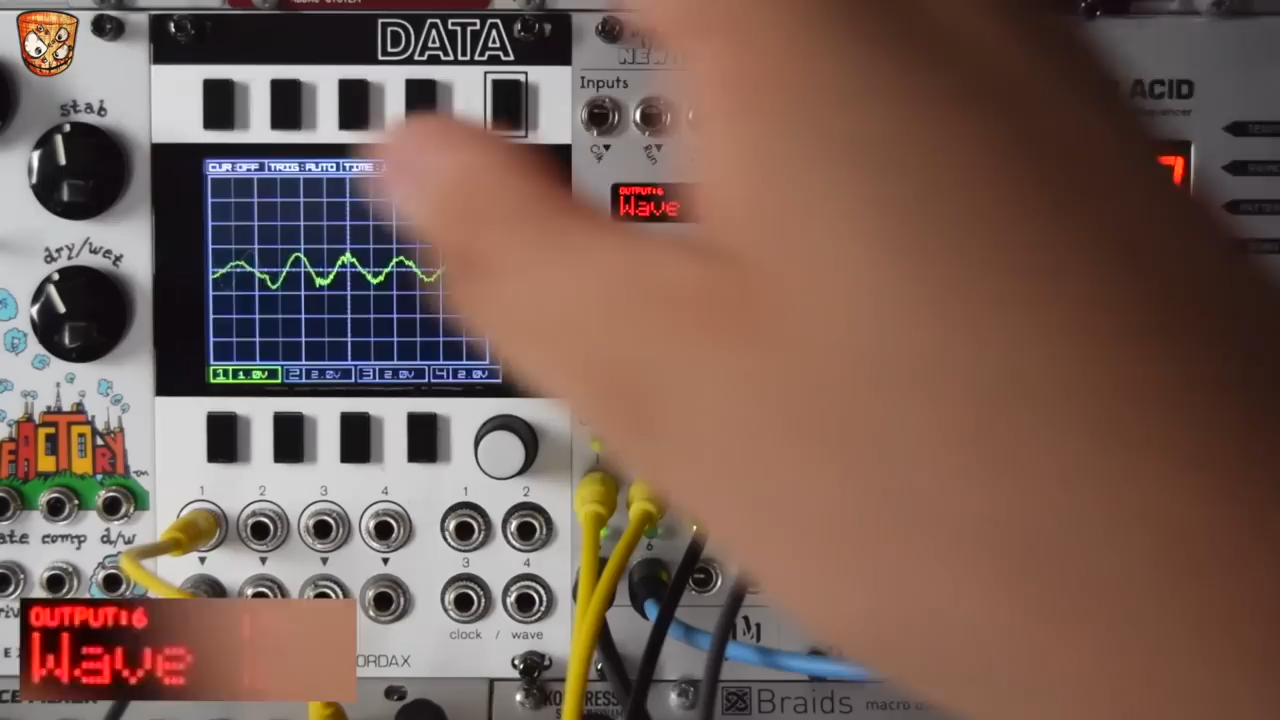 DATA
stab
Inputs
ACID
Clk
Run
CUR:OFF TRIG:AUTO TIME:
OUTPUT:6
Wave
dry/wet
1 1.0V 2 2.0V 3 2.0V 4 2.0V
FACTORY
1 2 3 4 1 2
comp d/w
3 4
6
clock / wave
OUTPUT:6
Wave
ORDAX
Braids macro